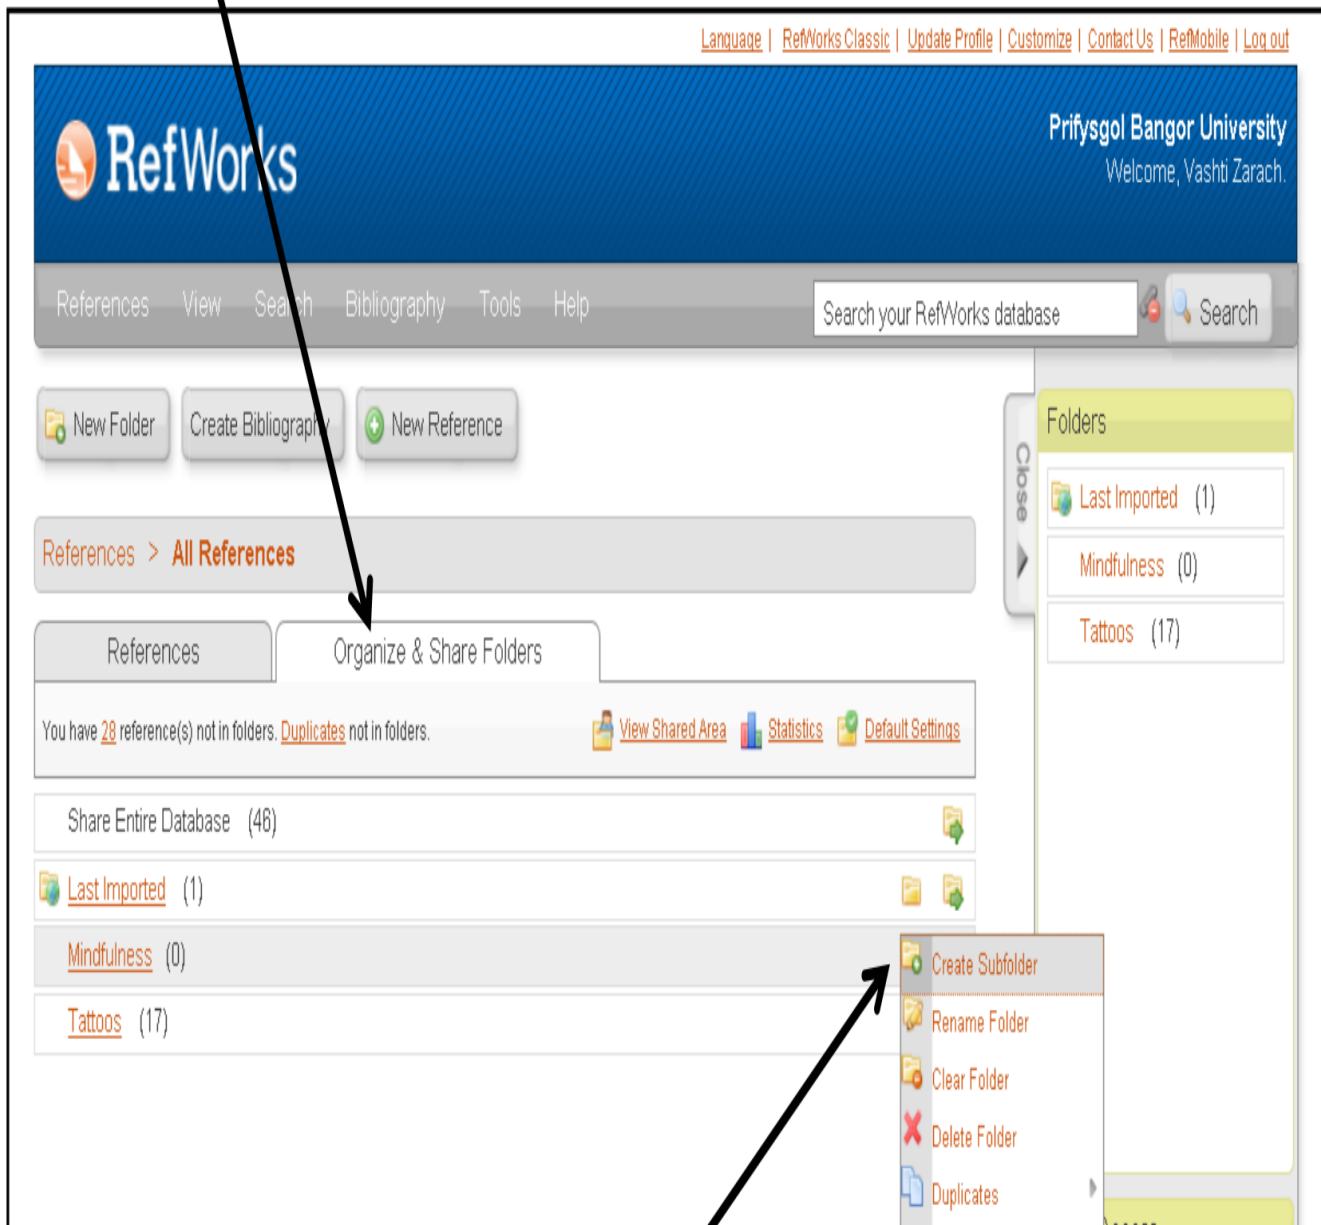 Language | RefWorks Classic | Update Profile | Customize | Contact Us | RefMobile | Log out
RefWorks
Prifysgol Bangor University
Welcome, Vashti Zarach.
References View Search Bibliography Tools Help
Search your RefWorks database
Search
New Folder
Create Bibliography
New Reference
Close
Folders
Last Imported (1)
Mindfulness (0)
Tattoos (17)
References > All References
References
Organize & Share Folders
You have 28 reference(s) not in folders. Duplicates not in folders.
View Shared Area
Statistics
Default Settings
Share Entire Database (46)
Last Imported (1)
Mindfulness (0)
Tattoos (17)
Create Subfolder
Rename Folder
Clear Folder
Delete Folder
Duplicates